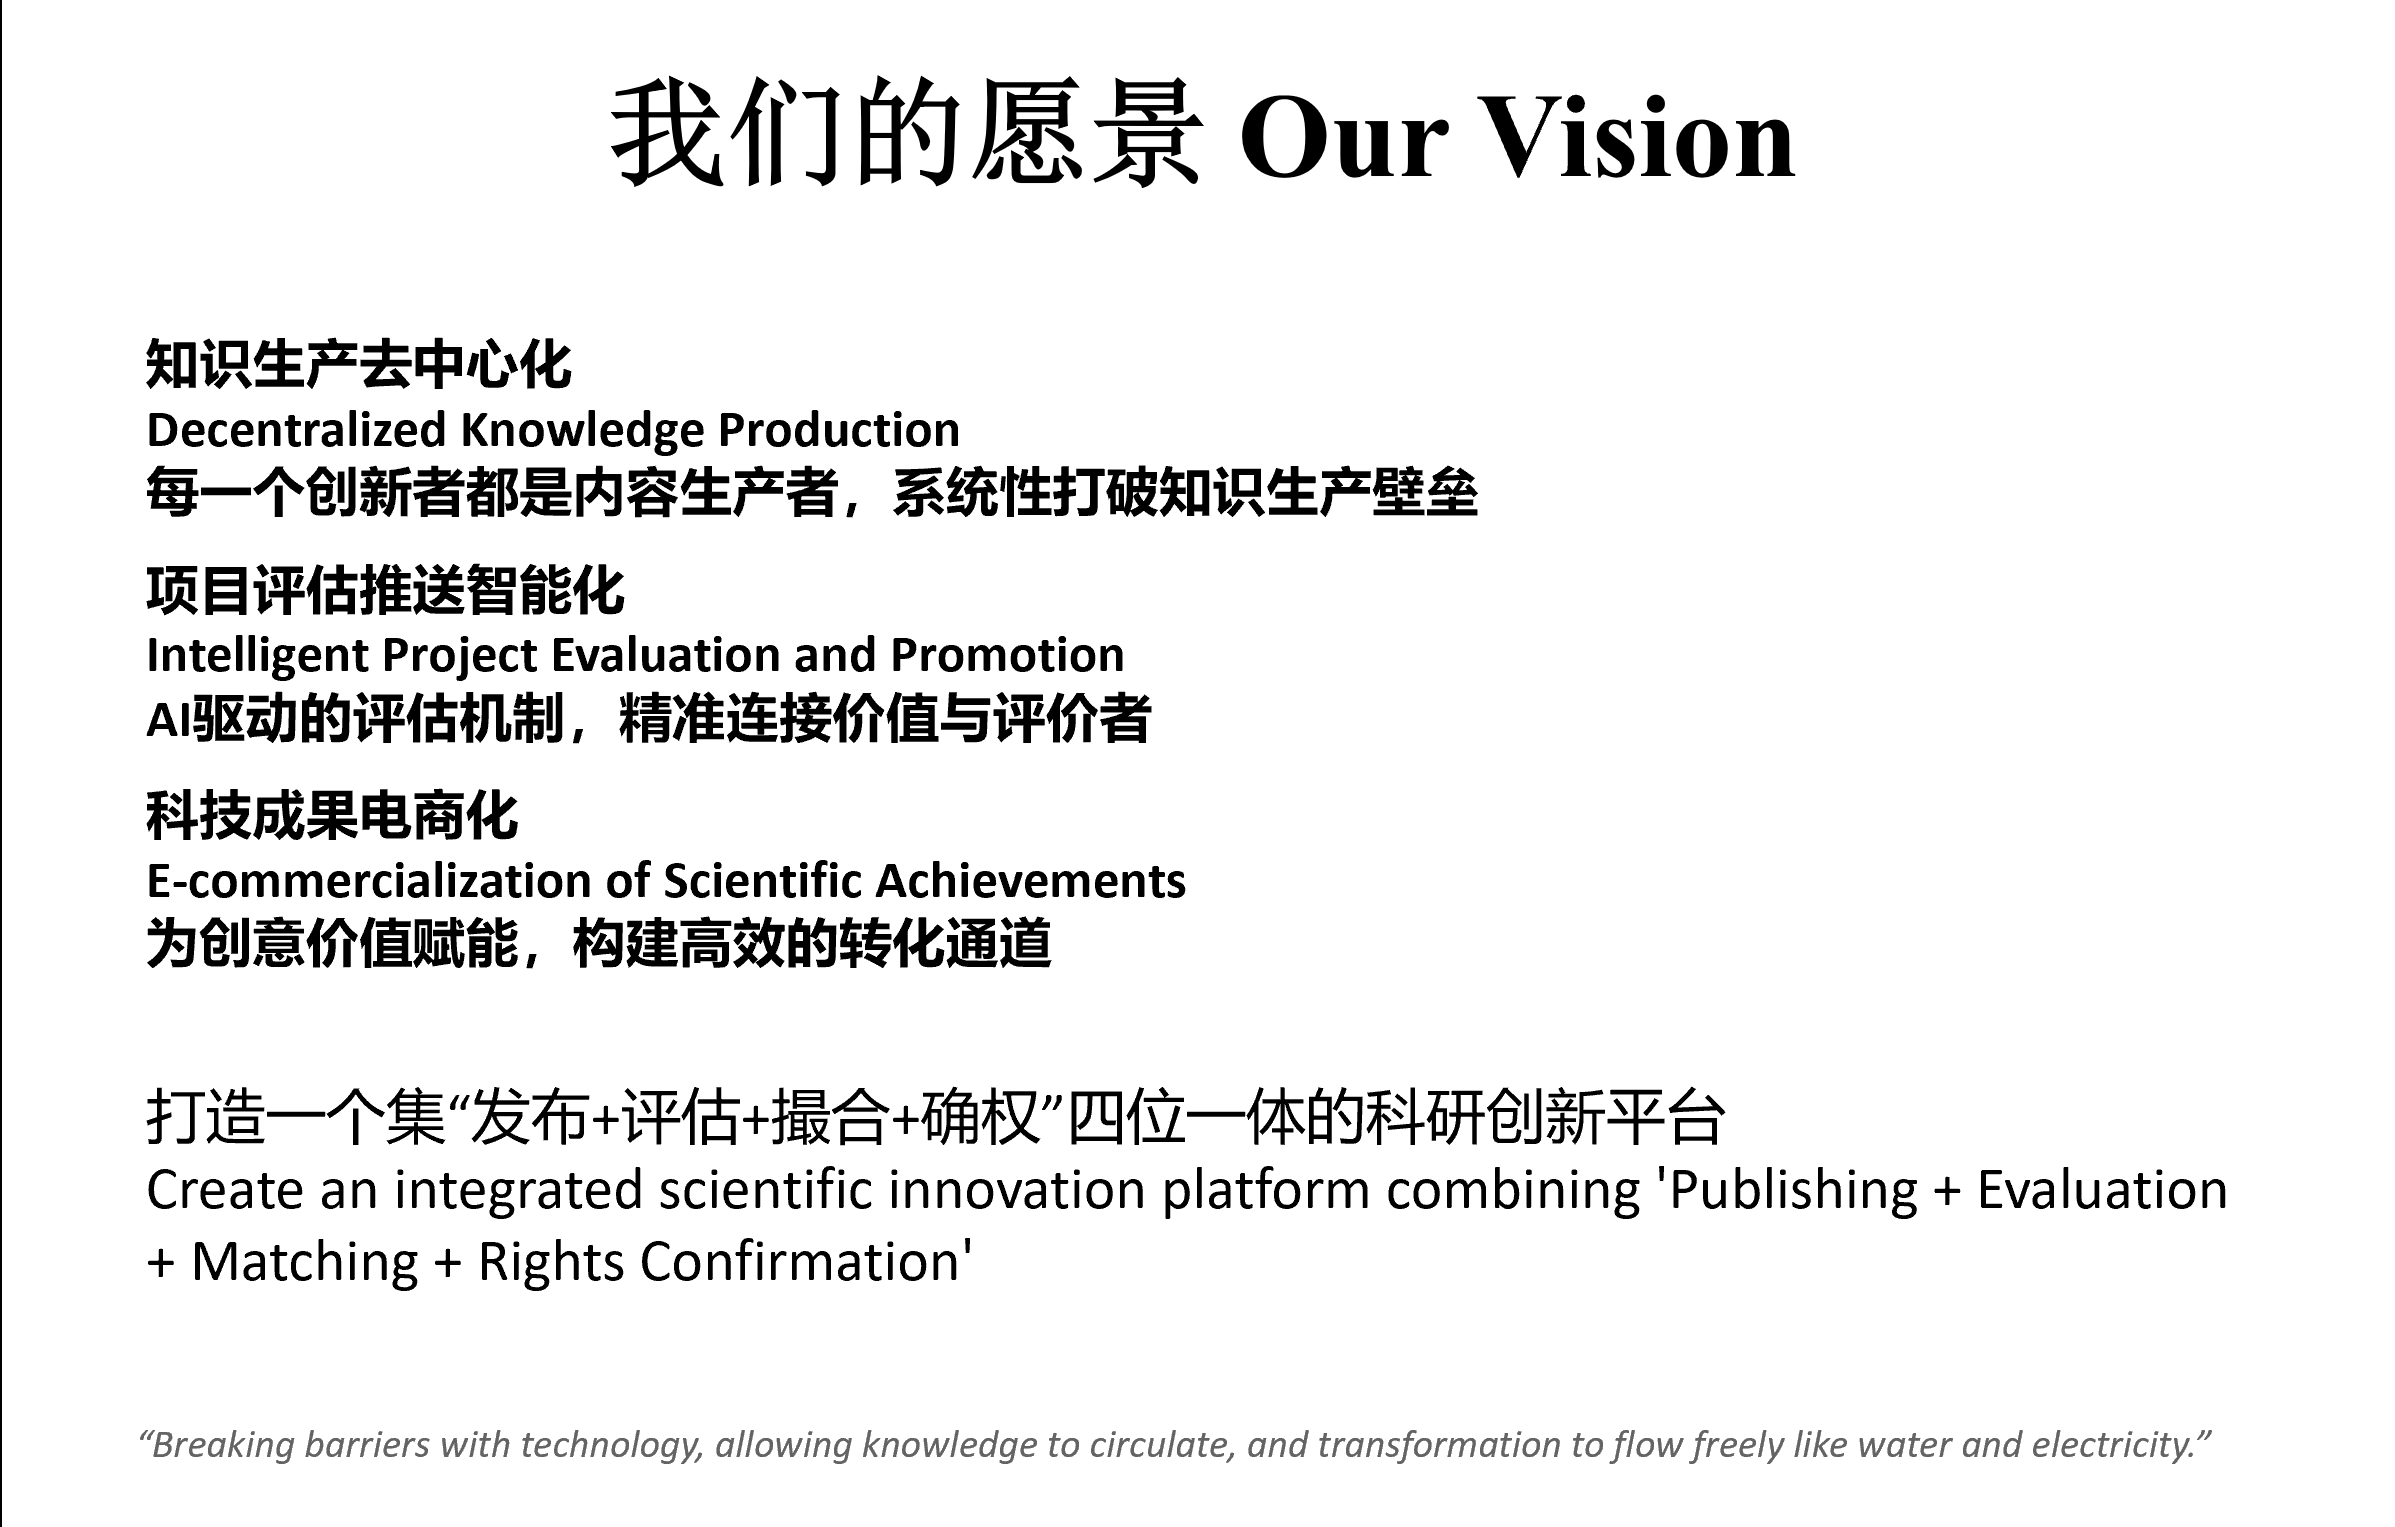 我们的愿景 Our Vision
知识生产去中心化
Decentralized Knowledge Production
每一个创新者都是内容生产者，系统性打破知识生产壁垒
项目评估推送智能化
Intelligent Project Evaluation and Promotion
AI驱动的评估机制，精准连接价值与评价者
科技成果电商化
E-commercialization of Scientific Achievements
为创意价值赋能，构建高效的转化通道
打造一个集“发布+评估+撮合+确权”四位一体的科研创新平台
Create an integrated scientific innovation platform combining 'Publishing + Evaluation
+ Matching + Rights Confirmation'
“Breaking barriers with technology, allowing knowledge to circulate, and transformation to flow freely like water and electricity.”